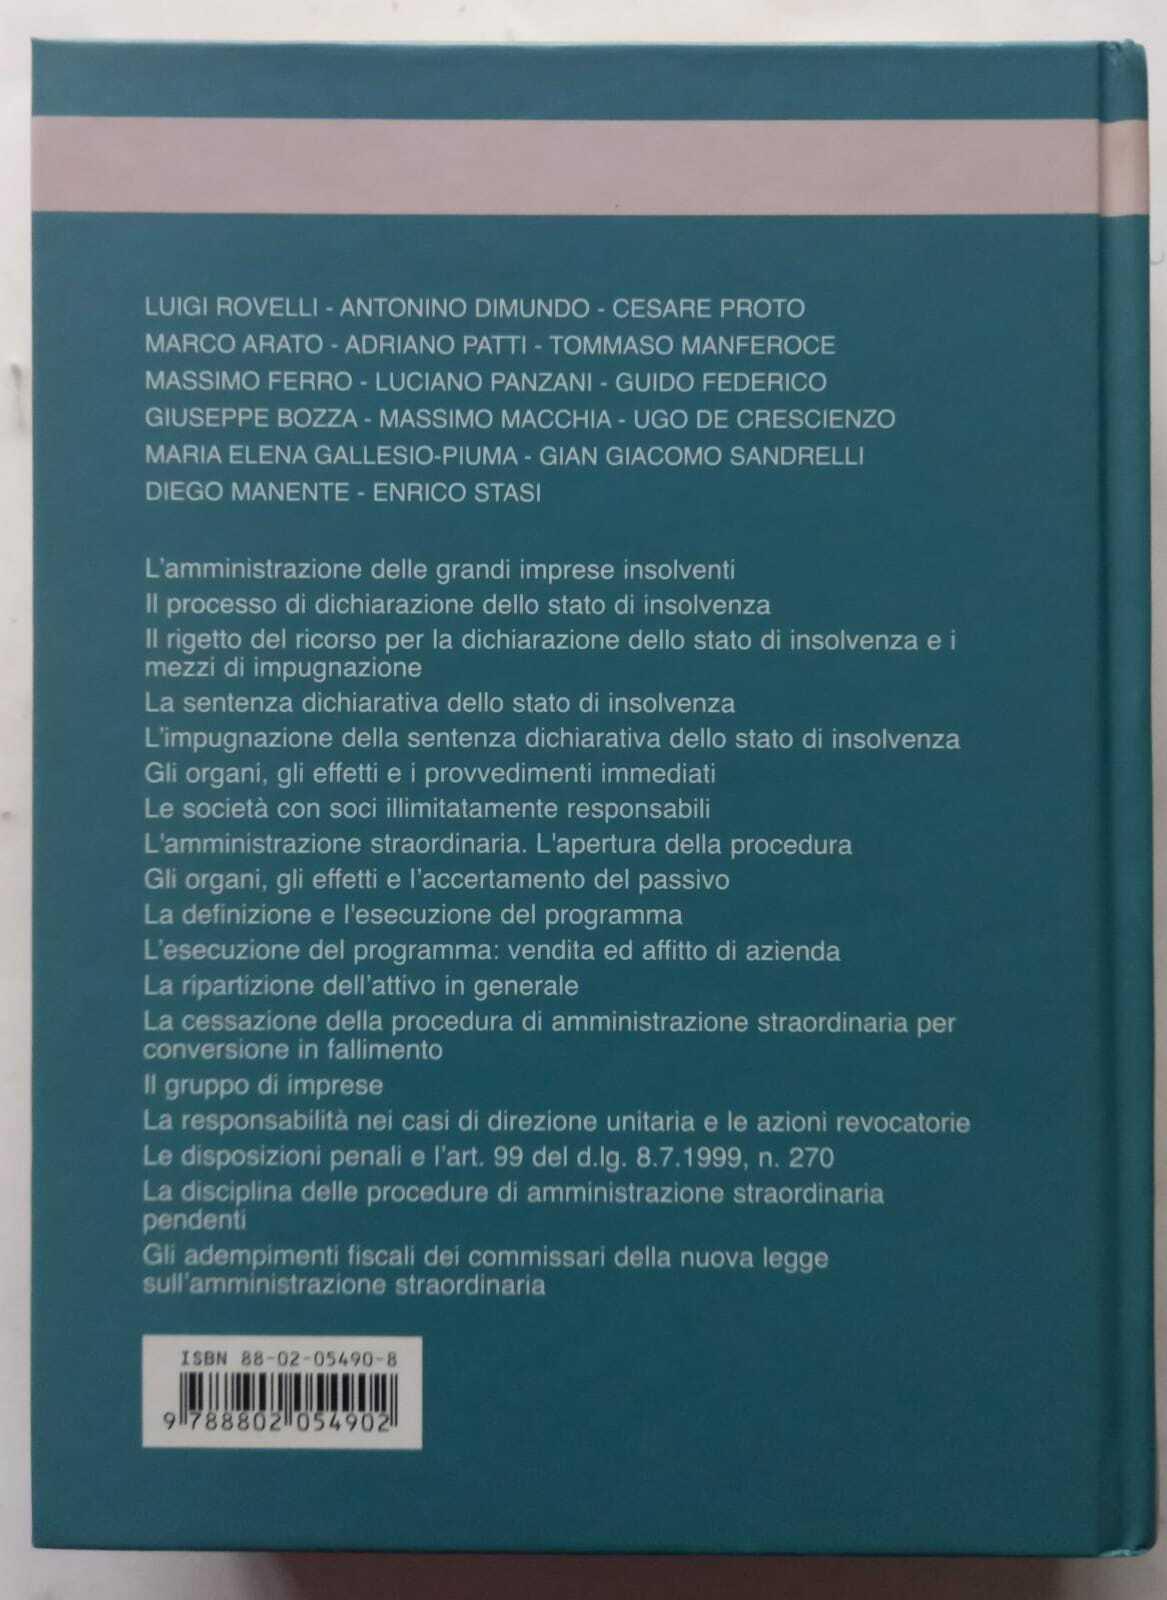 LUIGI ROVELLI - ANTONINO DIMUNDO - CESARE PROTO
MARCO ARATO - ADRIANO PATTI - TOMMASO MANFEROCE
MASSIMO FERRO - LUCIANO PANZANI - GUIDO FEDERICO
GIUSEPPE BOZZA - MASSIMO MACCHIA - UGO DE CRESCIENZO
MARIA ELENA GALLESIO-PIUMA - GIAN GIACOMO SANDRELLI
DIEGO MANENTE - ENRICO STASI
L'amministrazione delle grandi imprese insolventi
Il processo di dichiarazione dello stato di insolvenza
Il rigetto del ricorso per la dichiarazione dello stato di insolvenza e i
mezzi di impugnazione
La sentenza dichiarativa dello stato di insolvenza
L'impugnazione della sentenza dichiarativa dello stato di insolvenza
Gli organi, gli effetti e i provvedimenti immediati
Le società con soci illimitatamente responsabili
L'amministrazione straordinaria. L'apertura della procedura
Gli organi, gli effetti e l'accertamento del passivo
La definizione e l'esecuzione del programma
L'esecuzione del programma: vendita ed affitto di azienda
La ripartizione dell'attivo in generale
La cessazione della procedura di amministrazione straordinaria per
conversione in fallimento
Il gruppo di imprese
La responsabilità nei casi di direzione unitaria e le azioni revocatorie
Le disposizioni penali e l'art. 99 del d.lg. 8.7.1999, n. 270
La disciplina delle procedure di amministrazione straordinaria
pendenti
Gli adempimenti fiscali dei commissari della nuova legge
sull'amministrazione straordinaria
ISBN 88-02-05490-8
9 788802 054902